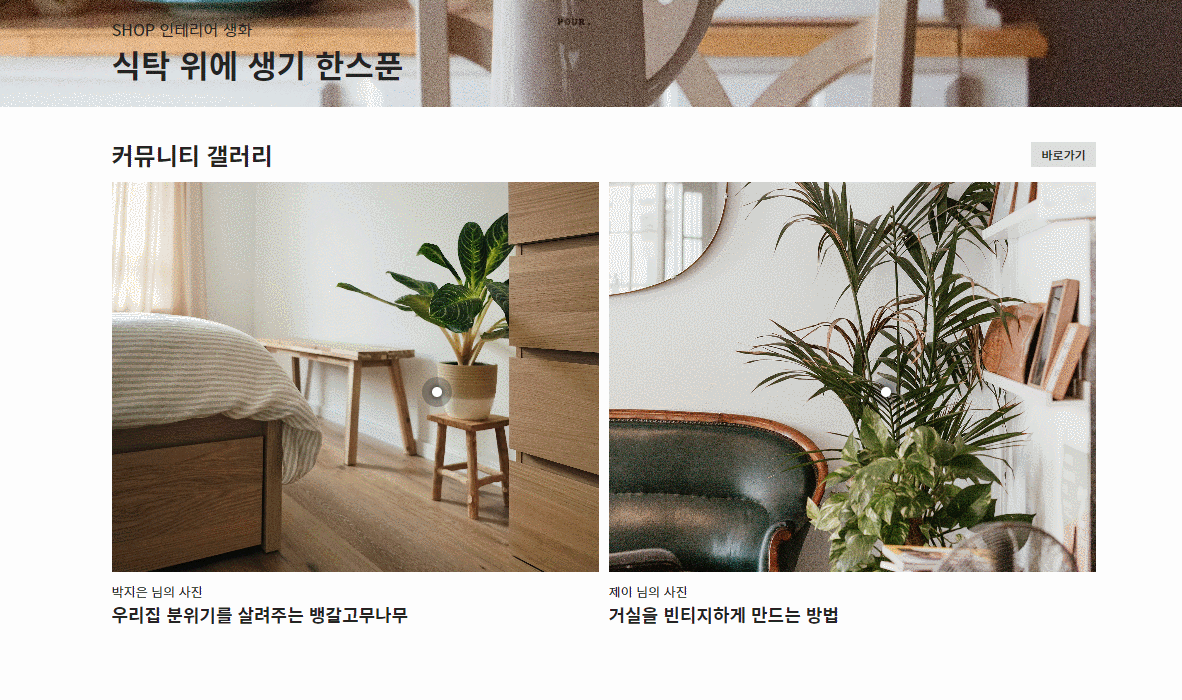 POUR.
SHOP 인테리어 생화
식탁 위에 생기 한스푼
커뮤니티 갤러리
바로가기
박지은 님의 사진
우리집 분위기를 살려주는 뱅갈고무나무
제이 님의 사진
거실을 빈티지하게 만드는 방법